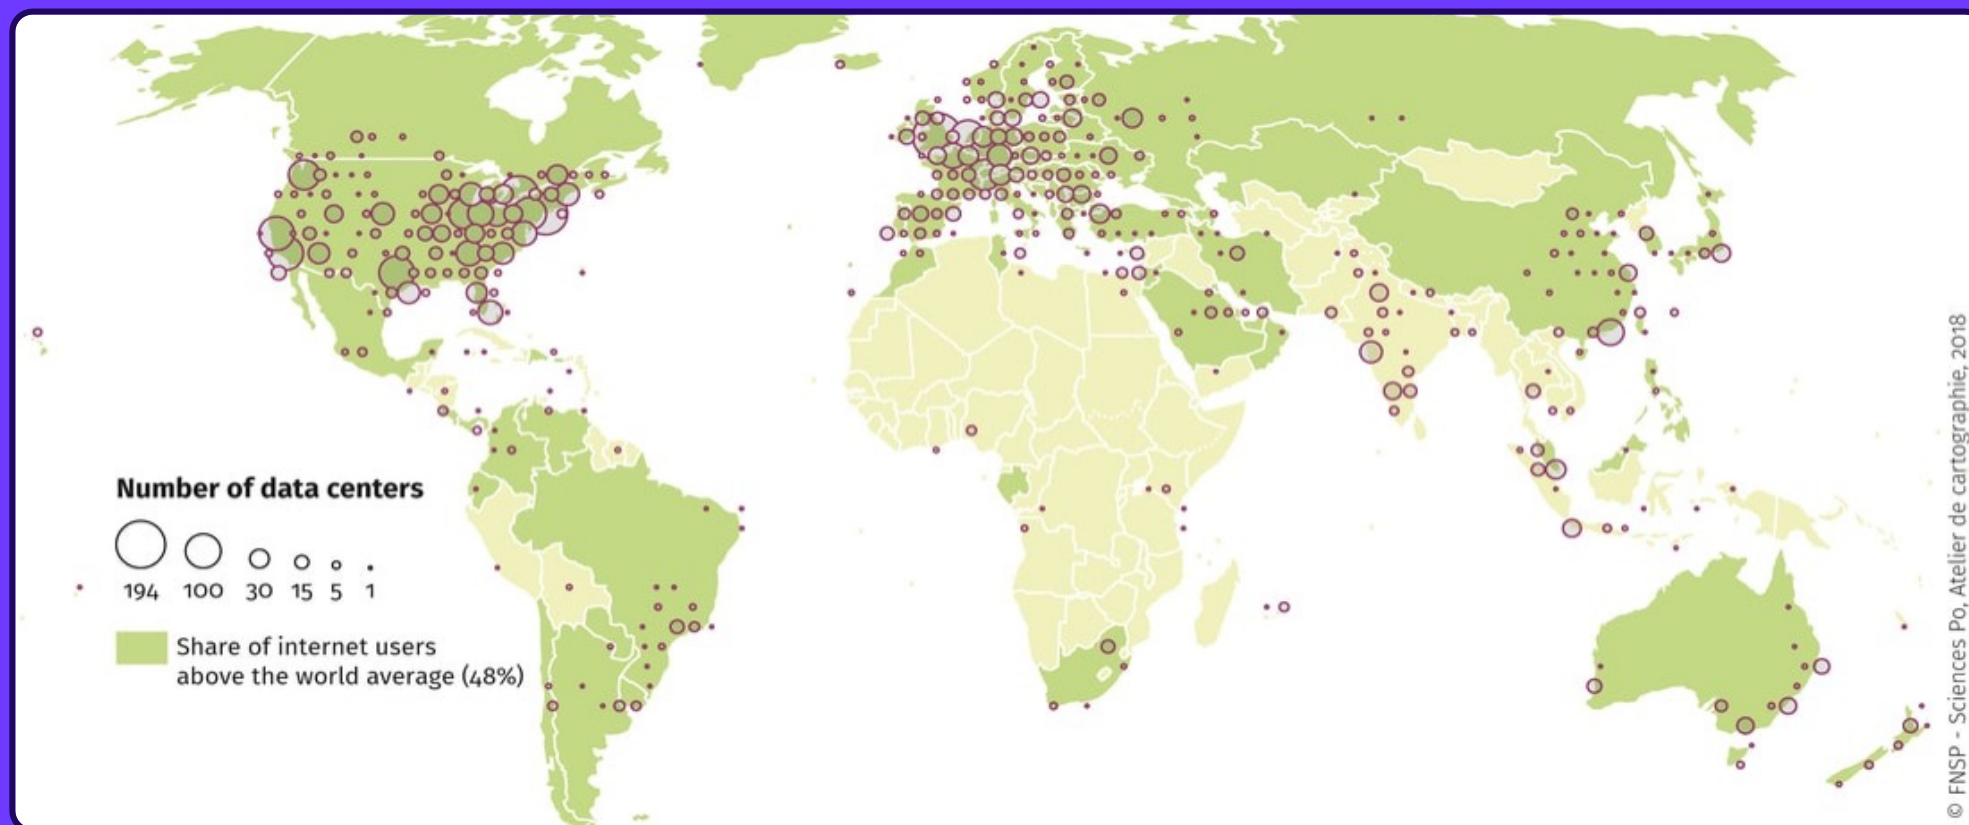 Number of data centers
194 100 30 15 5 1
Share of internet users
above the world average (48%)
© FNSP - Sciences Po, Atelier de cartographie, 2018